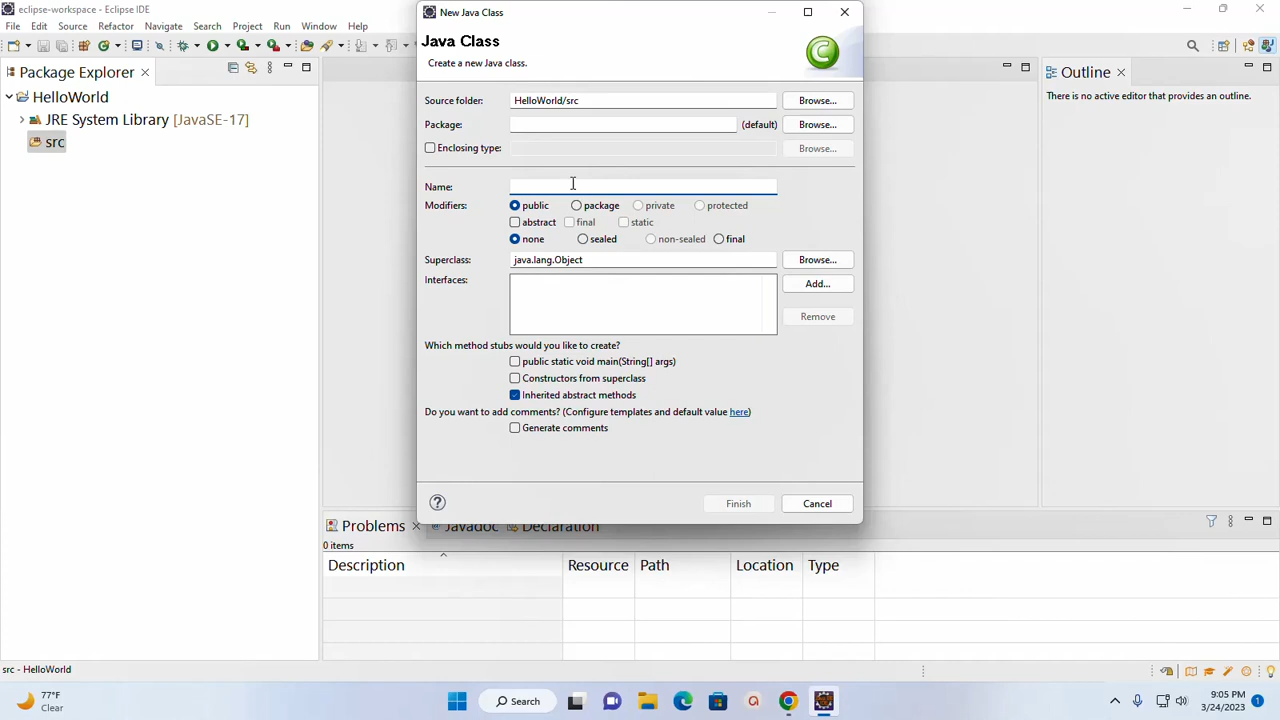 eclipse-workspace - Eclipse IDE
File Edit Source Refactor Navigate Search Project Run Window Help
Package Explorer
HelloWorld
JRE System Library [JavaSE-17]
src
New Java Class
Java Class
Create a new Java class.
Source folder: HelloWorld/src Browse...
Package: (default) Browse...
Enclosing type: Browse...
Name:
Modifiers: public package private protected
abstract final static
none sealed non-sealed final
Superclass: java.lang.Object Browse...
Interfaces: Add...
Remove
Which method stubs would you like to create?
public static void main(String[] args)
Constructors from superclass
Inherited abstract methods
Do you want to add comments? (Configure templates and default value here)
Generate comments
Finish Cancel
Outline
There is no active editor that provides an outline.
Problems Javadoc Declaration
0 items
Description Resource Path Location Type
src - HelloWorld
77°F
Clear
Search
9:05 PM
3/24/2023
1